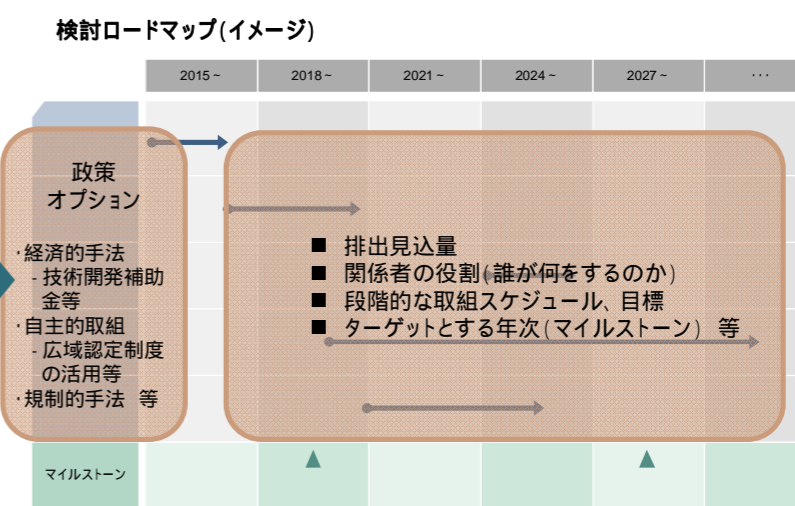 検討ロードマップ(イメージ)
2015～ 2018～ 2021～ 2024～ 2027～ ･･･
政策
オプション
･経済的手法
- 技術開発補助
金等
･自主的取組
- 広域認定制度
の活用等
･規制的手法 等
■ 排出見込量
■ 関係者の役割(誰が何をするのか)
■ 段階的な取組スケジュール、目標
■ ターゲットとする年次(マイルストーン) 等
マイルストーン